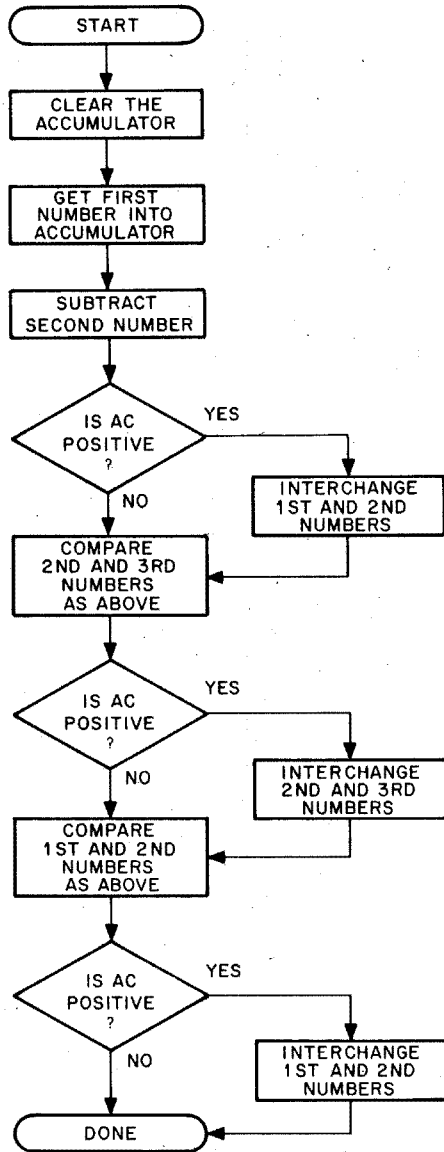 START
CLEAR THE
ACCUMULATOR
GET FIRST
NUMBER INTO
ACCUMULATOR
SUBTRACT
SECOND NUMBER
IS AC
POSITIVE
?
YES
NO
INTERCHANGE
1ST AND 2ND
NUMBERS
COMPARE
2ND AND 3RD
NUMBERS
AS ABOVE
IS AC
POSITIVE
?
YES
NO
INTERCHANGE
2ND AND 3RD
NUMBERS
COMPARE
1ST AND 2ND
NUMBERS
AS ABOVE
IS AC
POSITIVE
?
YES
NO
INTERCHANGE
1ST AND 2ND
NUMBERS
DONE